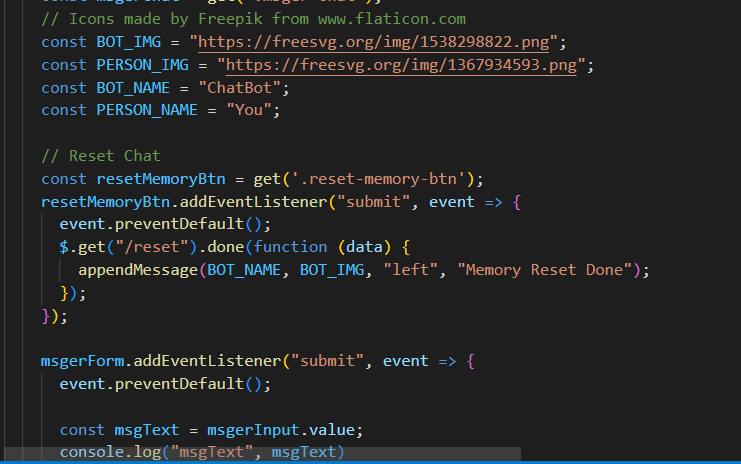 // Icons made by Freepik from www.flaticon.com
const BOT_IMG = "https://freesvg.org/img/1538298822.png";
const PERSON_IMG = "https://freesvg.org/img/1367934593.png";
const BOT_NAME = "ChatBot";
const PERSON_NAME = "You";
// Reset Chat
const resetMemoryBtn = get('.reset-memory-btn');
resetMemoryBtn.addEventListener("submit", event => {
event.preventDefault();
$.get("/reset").done(function (data) {
appendMessage(BOT_NAME, BOT_IMG, "left", "Memory Reset Done");
});
});
msgerForm.addEventListener("submit", event => {
event.preventDefault();
const msgText = msgerInput.value;
console.log("msgText", msgText)